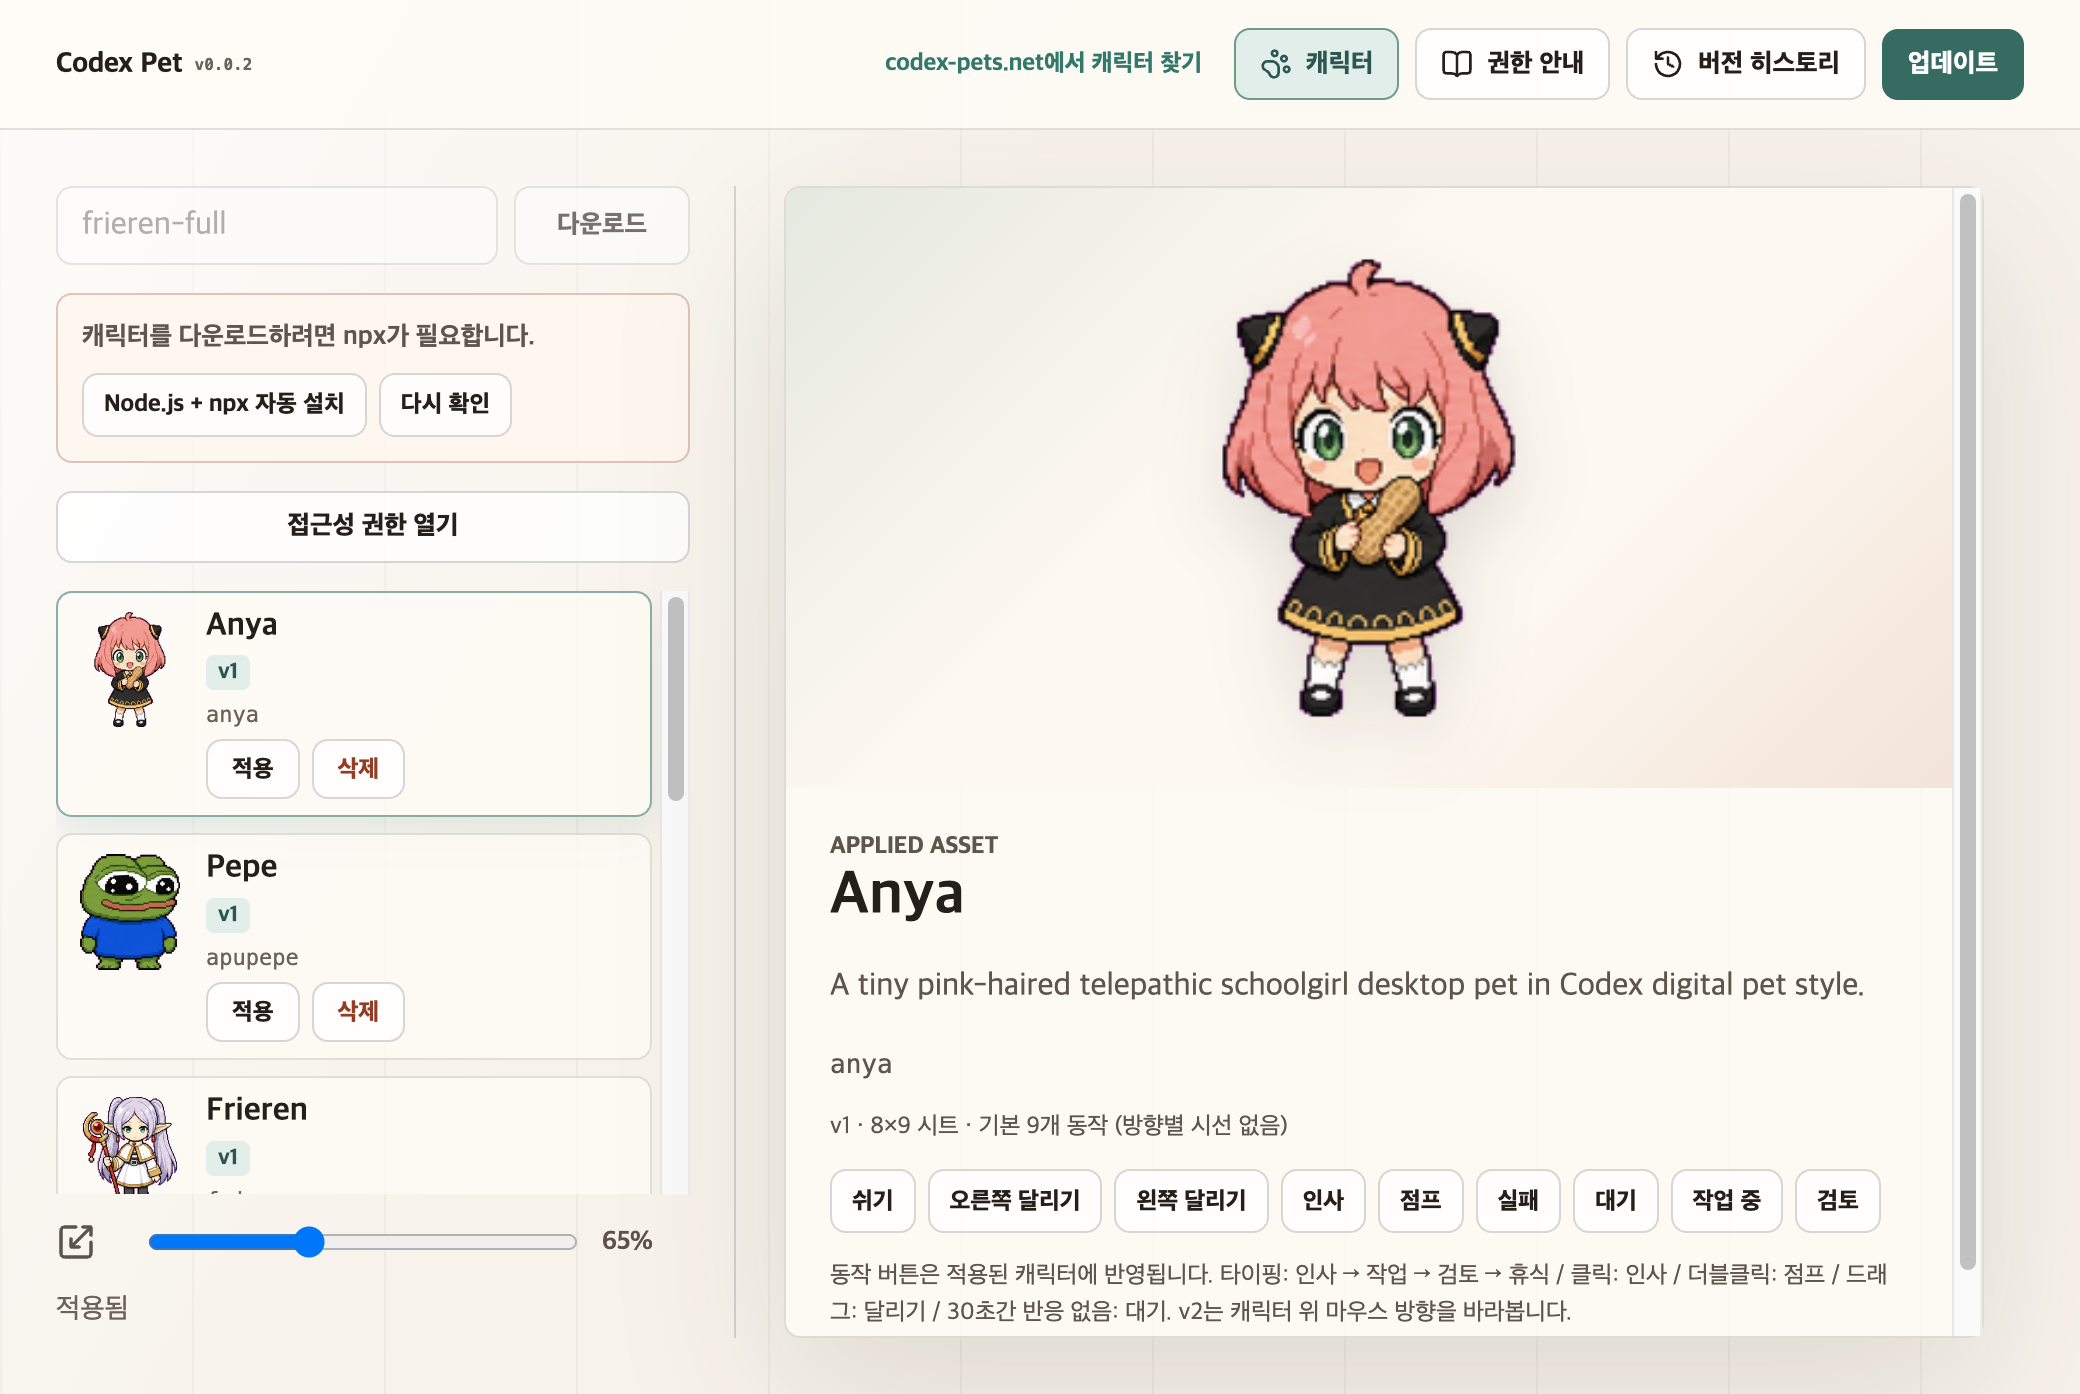 Codex Pet v0.0.2
codex-pets.net에서 캐릭터 찾기
캐릭터
권한 안내
버전 히스토리
업데이트
frieren-full
다운로드
캐릭터를 다운로드하려면 npx가 필요합니다.
Node.js + npx 자동 설치
다시 확인
접근성 권한 열기
Anya
v1
anya
적용
삭제
Pepe
v1
apupepe
적용
삭제
Frieren
v1
65%
적용됨
APPLIED ASSET
Anya
A tiny pink-haired telepathic schoolgirl desktop pet in Codex digital pet style.
anya
v1 · 8×9 시트 · 기본 9개 동작 (방향별 시선 없음)
쉬기
오른쪽 달리기
왼쪽 달리기
인사
점프
실패
대기
작업 중
검토
동작 버튼은 적용된 캐릭터에 반영됩니다. 타이핑: 인사 → 작업 → 검토 → 휴식 / 클릭: 인사 / 더블클릭: 점프 / 드래
그: 달리기 / 30초간 반응 없음: 대기. v2는 캐릭터 위 마우스 방향을 바라봅니다.